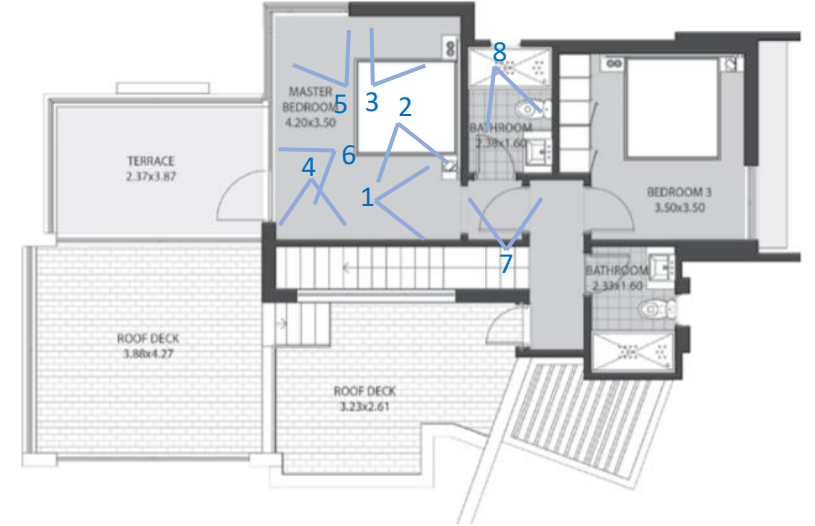 8
MASTER
BEDROOM
4.20x3.50
5
3
2
BATHROOM
2.38x1.60
TERRACE
2.37x3.87
6
4
1
BEDROOM 3
3.50x3.50
7
BATHROOM
2.33x1.60
ROOF DECK
3.88x4.27
ROOF DECK
3.23x2.61